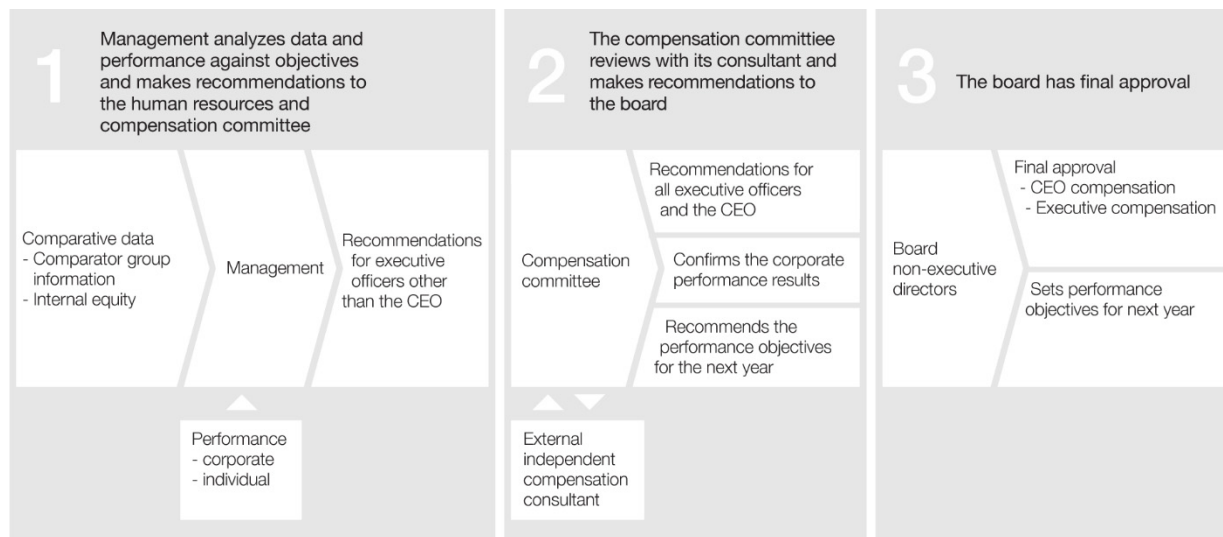 1
Management analyzes data and
performance against objectives
and makes recommendations to
the human resources and
compensation committee
Comparative data
- Comparator group
information
- Internal equity
Management
Recommendations
for executive
officers other
than the CEO
Performance
- corporate
- individual
2
The compensation committee
reviews with its consultant and
makes recommendations to
the board
Compensation
committee
Recommendations for
all executive officers
and the CEO
Confirms the corporate
performance results
Recommends the
performance objectives
for the next year
External
independent
compensation
consultant
3
The board has final approval
Board
non-executive
directors
Final approval
- CEO compensation
- Executive compensation
Sets performance
objectives for next year